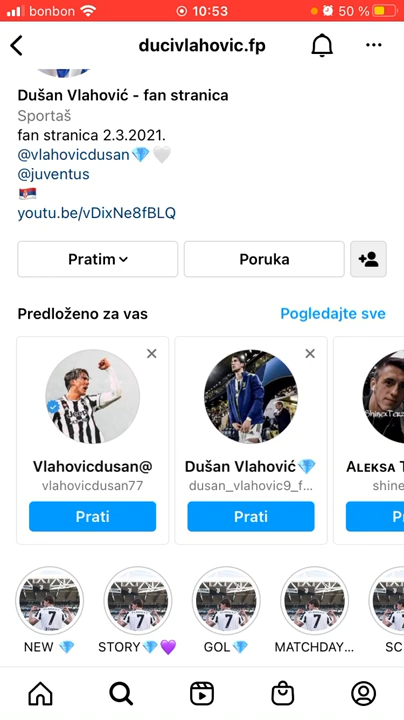 bonbon 10:53 50 %
ducivlahovic.fp
Dušan Vlahović - fan stranica
Sportaš
fan stranica 2.3.2021.
@vlahovicdusan💎🤍
@juventus
🇷🇸
youtu.be/vDixNe8fBLQ
Pratim Poruka
Predloženo za vas Pogledajte sve
Vlahovicdusan@ Dušan Vlahović💎 Aleksa T
vlahovicdusan77 dusan_vlahovic9_f... shine
Prati Prati P
NEW 💎 STORY💎💜 GOL💎 MATCHDAY... SC